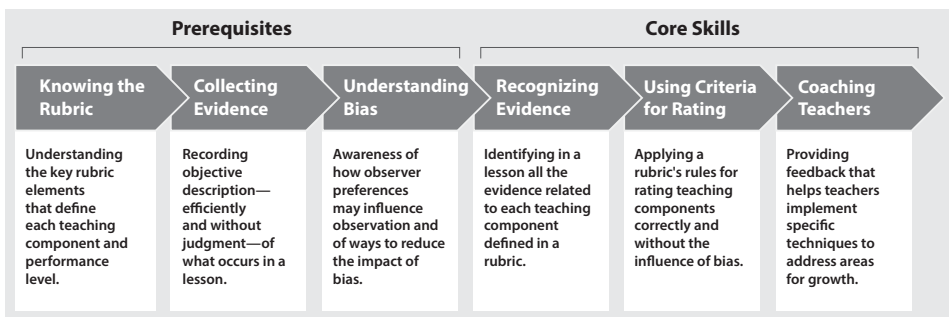 Prerequisites
Core Skills
Knowing the
Rubric
Collecting
Evidence
Understanding
Bias
Recognizing
Evidence
Using Criteria
for Rating
Coaching
Teachers
Understanding
the key rubric
elements
that define
each teaching
component and
performance
level.
Recording
objective
description—
efficiently
and without
judgment—of
what occurs in a
lesson.
Awareness of
how observer
preferences
may influence
observation and
of ways to reduce
the impact of
bias.
Identifying in a
lesson all the
evidence related
to each teaching
component
defined in a
rubric.
Applying a
rubric's rules for
rating teaching
components
correctly and
without the
influence of bias.
Providing
feedback that
helps teachers
implement
specific
techniques to
address areas
for growth.